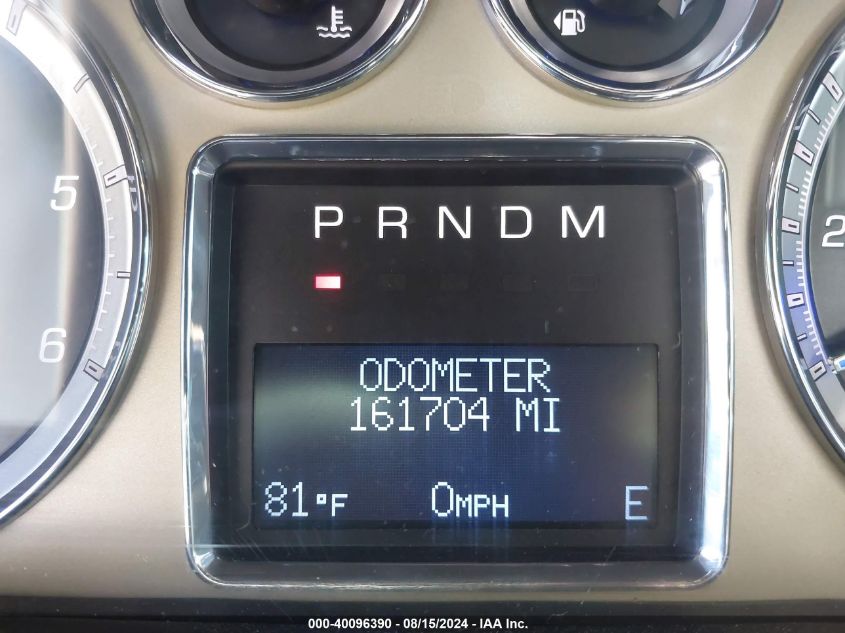 5
6
2
P R N D M
ODOMETER
161704 MI
81°F 0MPH E
000-40096390 - 08/15/2024 - IAA Inc.